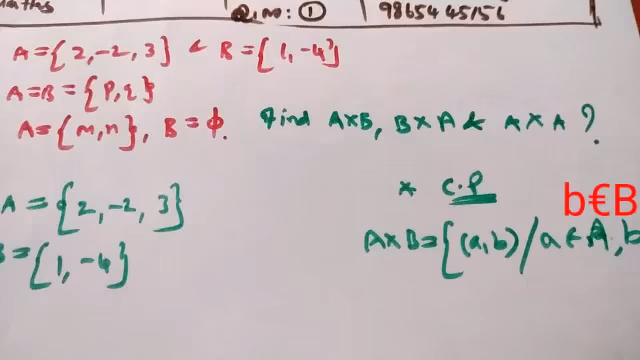 maths Q.no: ① 9865445156
A={2,-2,3} & B={1,-4}
A=B={p,q}
A={m,n}, B=ϕ. Find A×B, B×A & A×A ?
A = {2,-2,3}
B = {1,-4}
* C.P
b€B
A×B={(a,b)/a∈A, b